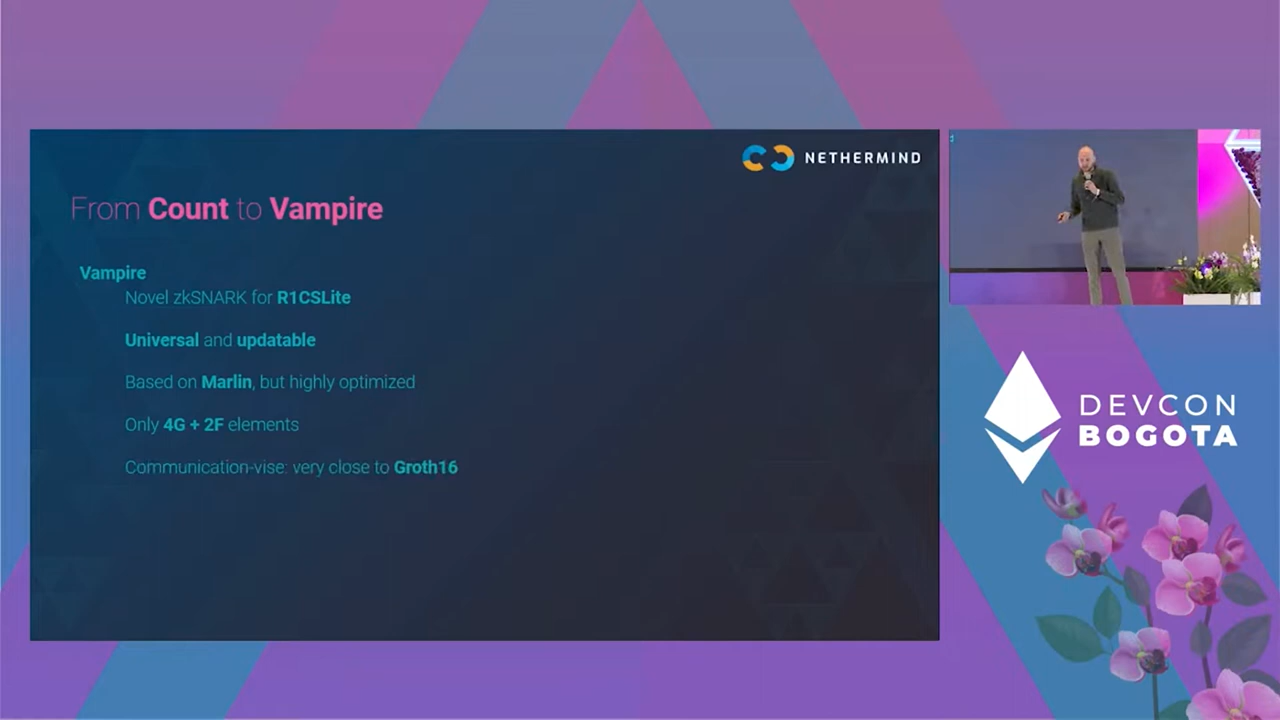 NETHERMIND
From Count to Vampire
Vampire
Novel zkSNARK for R1CSLite
Universal and updatable
Based on Marlin, but highly optimized
Only 4G + 2F elements
Communication-vise: very close to Groth16
DEVCON
BOGOTA